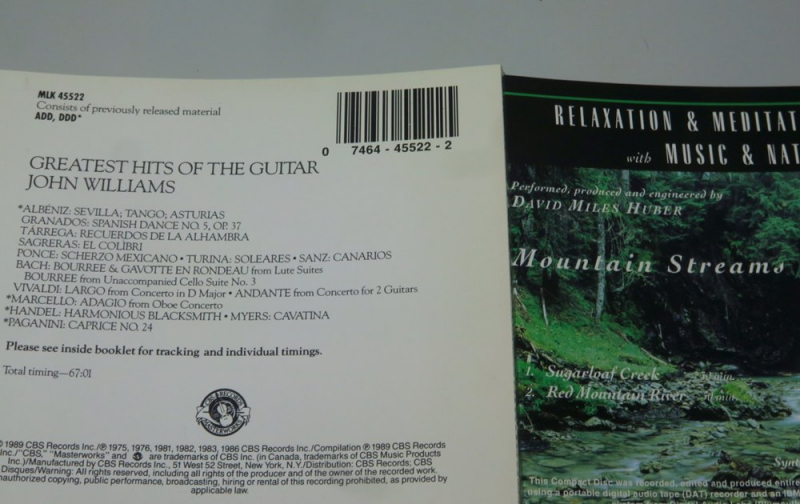 MLK 45522
Consists of previously released material
ADD, DDD*
0 7464-45522-2
GREATEST HITS OF THE GUITAR
JOHN WILLIAMS
*ALBÉNIZ: SEVILLA; TANGO; ASTURIAS
GRANADOS: SPANISH DANCE NO. 5, OP. 37
TÁRREGA: RECUERDOS DE LA ALHAMBRA
SAGRERAS: EL COLÍBRI
PONCE: SCHERZO MEXICANO • TURINA: SOLEARES • SANZ: CANARIOS
BACH: BOURREE & GAVOTTE EN RONDEAU from Lute Suites
BOURREE from Unaccompanied Cello Suite No. 3
VIVALDI: LARGO from Concerto in D Major • ANDANTE from Concerto for 2 Guitars
*MARCELLO: ADAGIO from Oboe Concerto
*HANDEL: HARMONIOUS BLACKSMITH • MYERS: CAVATINA
*PAGANINI: CAPRICE NO. 24
Please see inside booklet for tracking and individual timings.
Total timing—67:01
CBS RECORDS
MASTERWORKS
© 1989 CBS Records Inc./℗ 1975, 1976, 1981, 1982, 1983, 1986 CBS Records Inc./Compilation ℗ 1989 CBS Records
Inc./"CBS," "Masterworks" and are trademarks of CBS Inc. (in Canada, trademarks of CBS Music Products
Inc.)/Manufactured by CBS Records Inc., 51 West 52 Street, New York, N.Y./Distribution: CBS Records; CBS
Disques/Warning: All rights reserved, including all rights of the producer and of the owner of the recorded work.
unauthorized copying, public performance, broadcasting, hiring or rental of this recording prohibited, as provided by
applicable law.
RELAXATION & MEDITAT
with MUSIC & NAT
Performed, produced and engineered by
DAVID MILES HUBER
Mountain Streams
1. Sugarloaf Creek min.
2. Red Mountain River min.
Synt
This Compact Disc was recorded, edited and produced entire
using a portable digital audio tape (DAT) recorder and an